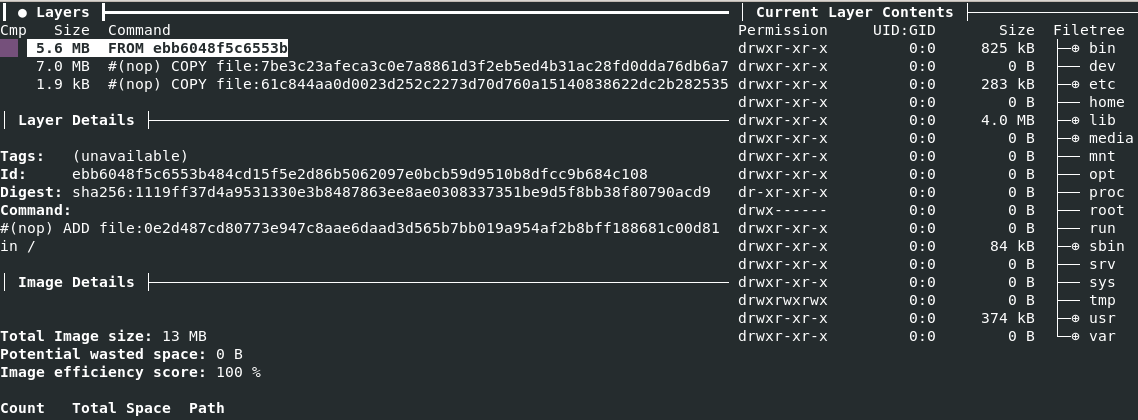 ● Layers
Cmp Size Command
5.6 MB FROM ebb6048f5c6553b
7.0 MB #(nop) COPY file:7be3c23afeca3c0e7a8861d3f2eb5ed4b31ac28fd0dda76db6a7
1.9 kB #(nop) COPY file:61c844aa0d0023d252c2273d70d760a15140838622dc2b282535
Layer Details
Tags: (unavailable)
Id: ebb6048f5c6553b484cd15f5e2d86b5062097e0bcb59d9510b8dfcc9b684c108
Digest: sha256:1119ff37d4a9531330e3b8487863ee8ae0308337351be9d5f8bb38f80790acd9
Command:
#(nop) ADD file:0e2d487cd80773e947c8aae6daad3d565b7bb019a954af2b8bff188681c00d81
in /
Image Details
Total Image size: 13 MB
Potential wasted space: 0 B
Image efficiency score: 100 %
Count Total Space Path
Current Layer Contents
Permission UID:GID Size Filetree
drwxr-xr-x 0:0 825 kB ├─⊕ bin
drwxr-xr-x 0:0 0 B ├── dev
drwxr-xr-x 0:0 283 kB ├─⊕ etc
drwxr-xr-x 0:0 0 B ├── home
drwxr-xr-x 0:0 4.0 MB ├─⊕ lib
drwxr-xr-x 0:0 0 B ├─⊕ media
drwxr-xr-x 0:0 0 B ├── mnt
drwxr-xr-x 0:0 0 B ├── opt
dr-xr-xr-x 0:0 0 B ├── proc
drwx------ 0:0 0 B ├── root
drwxr-xr-x 0:0 0 B ├── run
drwxr-xr-x 0:0 84 kB ├─⊕ sbin
drwxr-xr-x 0:0 0 B ├── srv
drwxr-xr-x 0:0 0 B ├── sys
drwxrwxrwx 0:0 0 B ├── tmp
drwxr-xr-x 0:0 374 kB ├─⊕ usr
drwxr-xr-x 0:0 0 B └─⊕ var